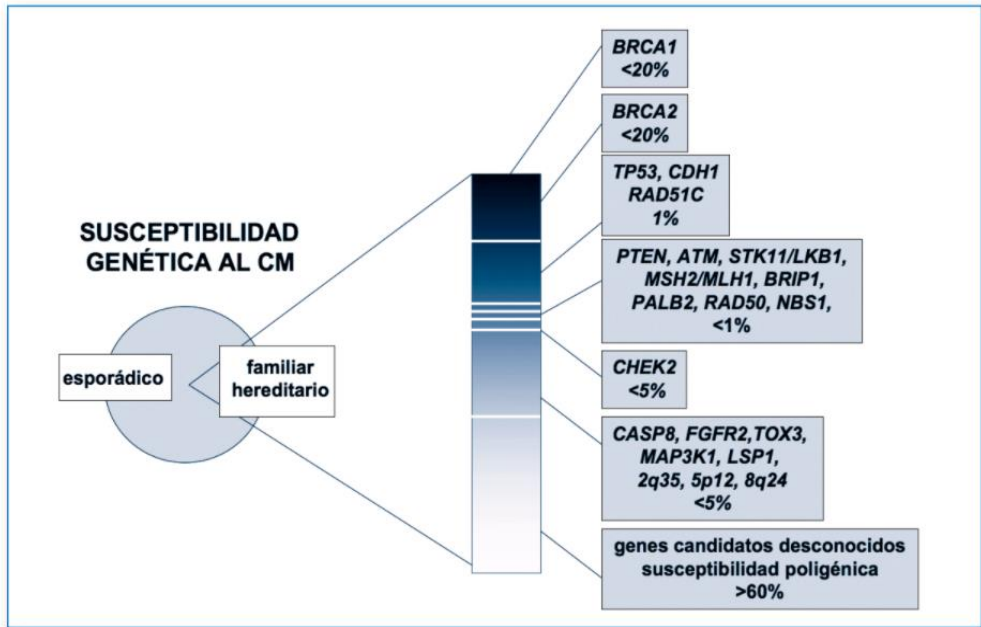 SUSCEPTIBILIDAD
GENÉTICA AL CM
esporádico
familiar
hereditario
BRCA1
<20%
BRCA2
<20%
TP53, CDH1
RAD51C
1%
PTEN, ATM, STK11/LKB1,
MSH2/MLH1, BRIP1,
PALB2, RAD50, NBS1,
<1%
CHEK2
<5%
CASP8, FGFR2,TOX3,
MAP3K1, LSP1,
2q35, 5p12, 8q24
<5%
genes candidatos desconocidos
susceptibilidad poligénica
>60%